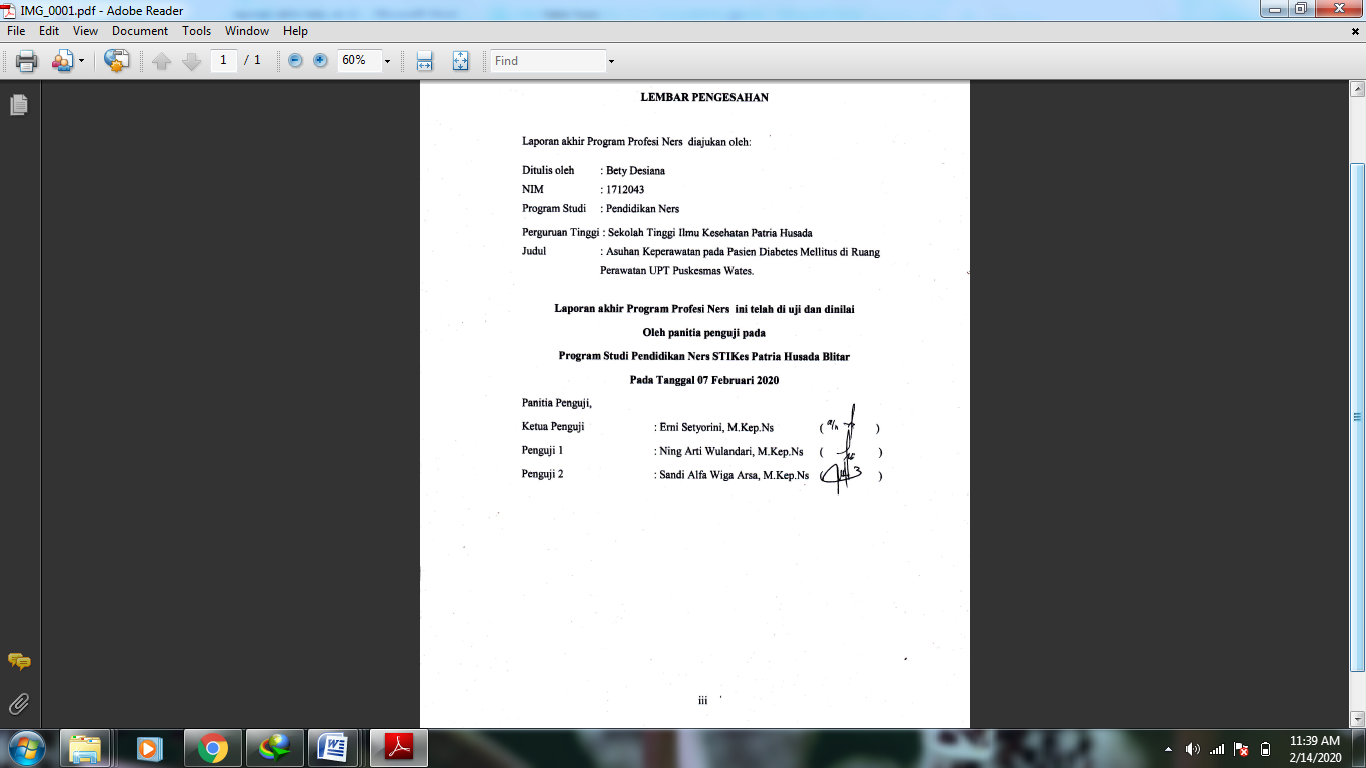 IMG_0001.pdf - Adobe Reader
File Edit View Document Tools Window Help
1 / 1 60% Find
LEMBAR PENGESAHAN
Laporan akhir Program Profesi Ners diajukan oleh:
Ditulis oleh : Bety Desiana
NIM : 1712043
Program Studi : Pendidikan Ners
Perguruan Tinggi : Sekolah Tinggi Ilmu Kesehatan Patria Husada
Judul : Asuhan Keperawatan pada Pasien Diabetes Mellitus di Ruang
Perawatan UPT Puskesmas Wates.
Laporan akhir Program Profesi Ners ini telah di uji dan dinilai
Oleh panitia penguji pada
Program Studi Pendidikan Ners STIKes Patria Husada Blitar
Pada Tanggal 07 Februari 2020
Panitia Penguji,
Ketua Penguji : Erni Setyorini, M.Kep.Ns ( a/n )
Penguji 1 : Ning Arti Wulandari, M.Kep.Ns ( )
Penguji 2 : Sandi Alfa Wiga Arsa, M.Kep.Ns ( )
iii
11:39 AM
2/14/2020